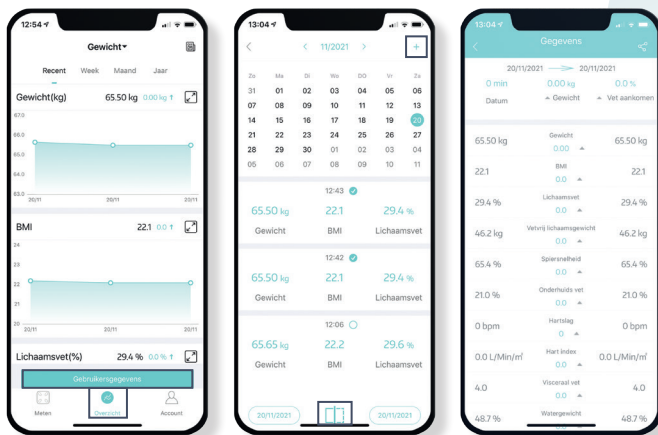 12:54
Gewicht
Recent Week Maand Jaar
Gewicht(kg) 65.50 kg 0.00 kg ↑
67.0
66.0
65.0
64.0
63.0
20/11 20/11 20/11
BMI 22.1 0.0 ↑
24
23
22
21
20
20/11 20/11 20/11
Lichaamsvet(%) 29.4 % 0.0 % ↑
Gebruikersgegevens
Meten Overzicht Account
13:04
< < 11/2021 > +
Zo Ma Di Wo DO Vr Za
31 01 02 03 04 05 06
07 08 09 10 11 12 13
14 15 16 17 18 19 20
21 22 23 24 25 26 27
28 29 30 01 02 03 04
05 06 07 08 09 10 11
12:43
65.50 kg 22.1 29.4 %
Gewicht BMI Lichaamsvet
12:42
65.50 kg 22.1 29.4 %
Gewicht BMI Lichaamsvet
12:06
65.65 kg 22.2 29.6 %
Gewicht BMI Lichaamsvet
20/11/2021 20/11/2021
13:04
Gegevens
20/11/2021 20/11/2021
0 min 0.00 kg 0.0 %
Datum Gewicht Vet aankomen
Gewicht
65.50 kg 0.00 65.50 kg
BMI
22.1 0.0 22.1
Lichaamsvet
29.4 % 0.0 29.4 %
Vetvrij lichaamsgewicht
46.2 kg 0.0 46.2 kg
Spiersnelheid
65.4 % 0.0 65.4 %
Onderhuids vet
21.0 % 0.0 21.0 %
Hartslag
0 bpm 0 0 bpm
Hart Index
0.0 L/Min/㎡ 0.0 0.0 L/Min/㎡
Visceraal vet
4.0 0.0 4.0
Watergewicht
48.7 % 0.0 48.7 %